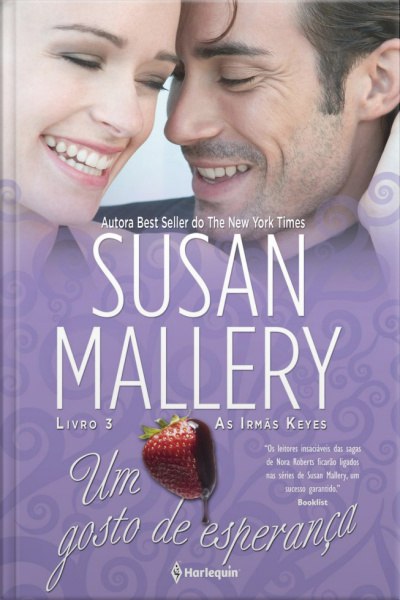 Autora Best Seller do The New York Times
SUSAN
MALLERY
LIVRO 3 AS IRMÃS KEYES
Um
gosto de esperança
"Os leitores insaciáveis das sagas
de Nora Roberts ficarão ligados
nas séries de Susan Mallery, um
sucesso garantido."
Booklist
Harlequin®